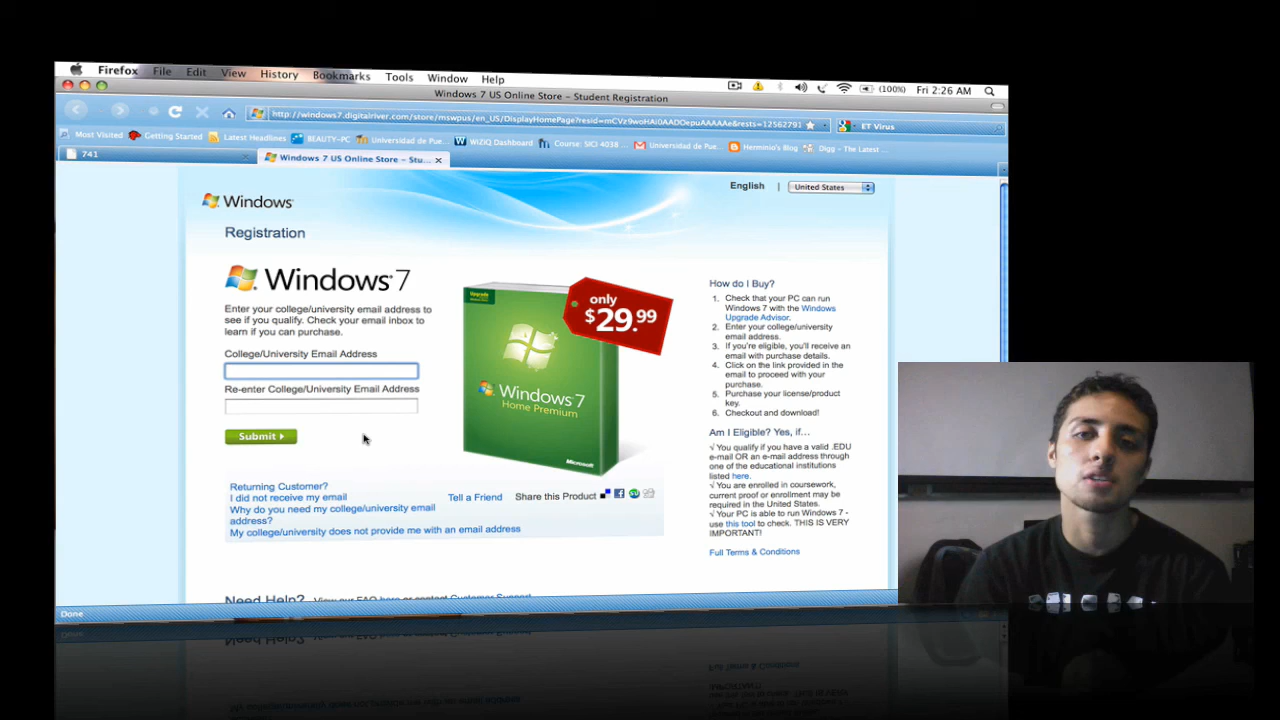 Firefox File Edit View History Bookmarks Tools Window Help
(100%) Fri 2:26 AM
Windows 7 US Online Store – Student Registration
ET Virus
Most Visited Getting Started Latest Headlines BEAUTY-PC Universidad de Pue... WiZiQ Dashboard Course: SICI 4038 ... Universidad de Pue... Herminio's Blog Digg – The Latest ...
741
Windows 7 US Online Store – Stu...
English | United States
Windows
Registration
Windows 7
Enter your college/university email address to
see if you qualify. Check your email inbox to
learn if you can purchase.
College/University Email Address
Re-enter College/University Email Address
Submit
Returning Customer?
I did not receive my email
Why do you need my college/university email
address?
My college/university does not provide me with an email address
only
$29.99
Windows 7
Home Premium
Microsoft
Tell a Friend Share this Product
How do I Buy?
1. Check that your PC can run
Windows 7 with the Windows
Upgrade Advisor.
2. Enter your college/university
email address.
3. If you're eligible, you'll receive an
email with purchase details.
4. Click on the link provided in the
email to proceed with your
purchase.
5. Purchase your license/product
key.
6. Checkout and download!
Am I Eligible? Yes, if...
√ You qualify if you have a valid .EDU
e-mail OR an e-mail address through
one of the educational institutions
listed here.
√ You are enrolled in coursework,
current proof or enrollment may be
required in the United States.
√ Your PC is able to run Windows 7 -
use this tool to check. THIS IS VERY
IMPORTANT!
Full Terms & Conditions
Need Help? View our FAQ here or contact Customer Support
Done